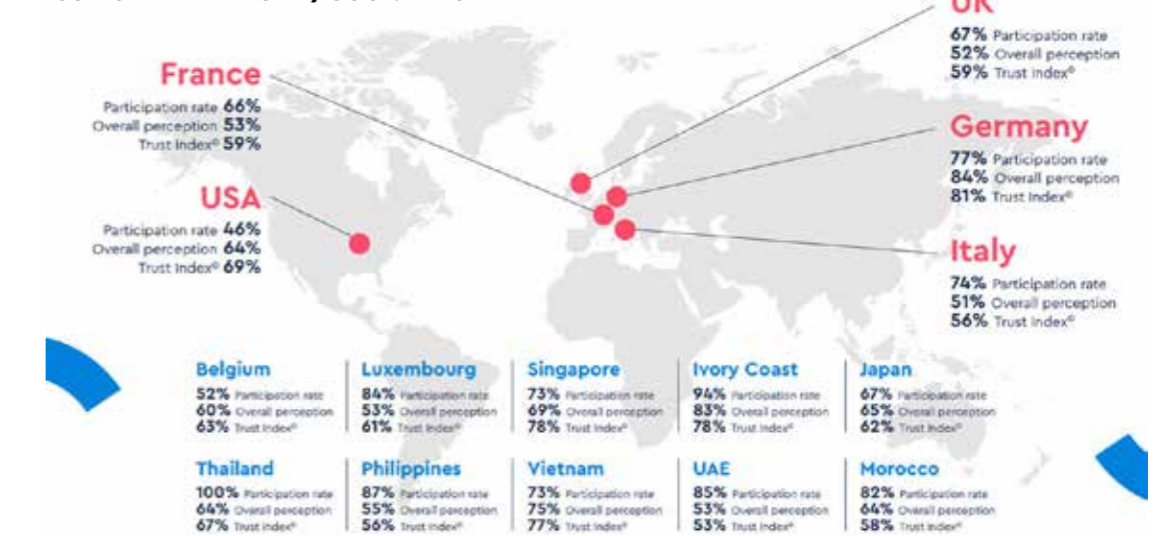 UK
67% Participation rate
52% Overall perception
59% Trust Index®
France
Participation rate 66%
Overall perception 53%
Trust Index® 59%
Germany
77% Participation rate
84% Overall perception
81% Trust Index®
USA
Participation rate 46%
Overall perception 64%
Trust Index® 69%
Italy
74% Participation rate
51% Overall perception
56% Trust Index®
Belgium
52% Participation rate
60% Overall perception
63% Trust Index®
Luxembourg
84% Participation rate
53% Overall perception
61% Trust Index®
Singapore
73% Participation rate
69% Overall perception
78% Trust Index®
Ivory Coast
94% Participation rate
83% Overall perception
78% Trust Index®
Japan
67% Participation rate
65% Overall perception
62% Trust Index®
Thailand
100% Participation rate
64% Overall perception
67% Trust Index®
Philippines
87% Participation rate
55% Overall perception
56% Trust Index®
Vietnam
73% Participation rate
75% Overall perception
77% Trust Index®
UAE
85% Participation rate
53% Overall perception
53% Trust Index®
Morocco
82% Participation rate
64% Overall perception
58% Trust Index®